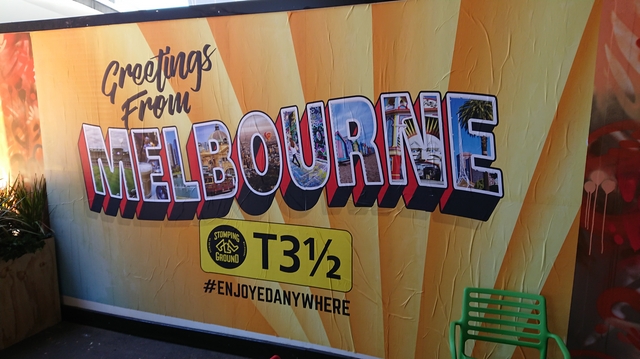 Greetings
From
MELBOURNE
STOMPING
GROUND
T3½
#ENJOYEDANYWHERE